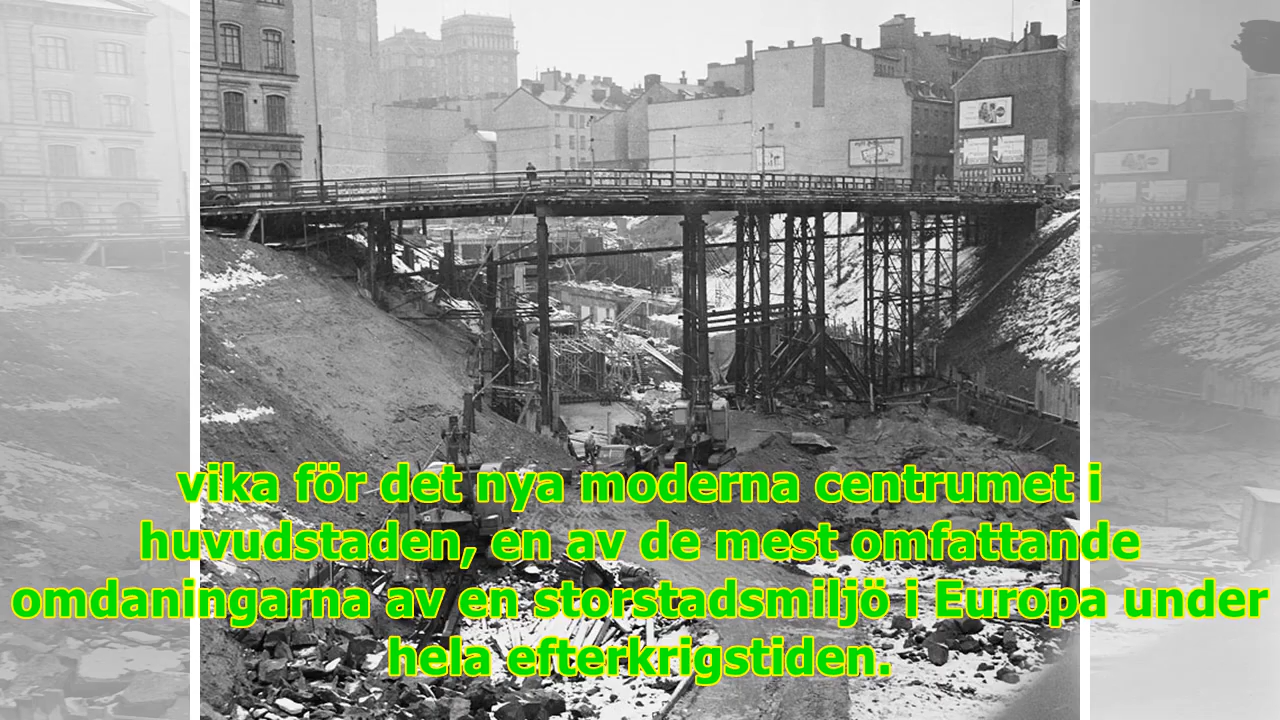 vika för det nya moderna centrumet i
huvudstaden, en av de mest omfattande
omdaningarna av en storstadsmiljö i Europa under
hela efterkrigstiden.